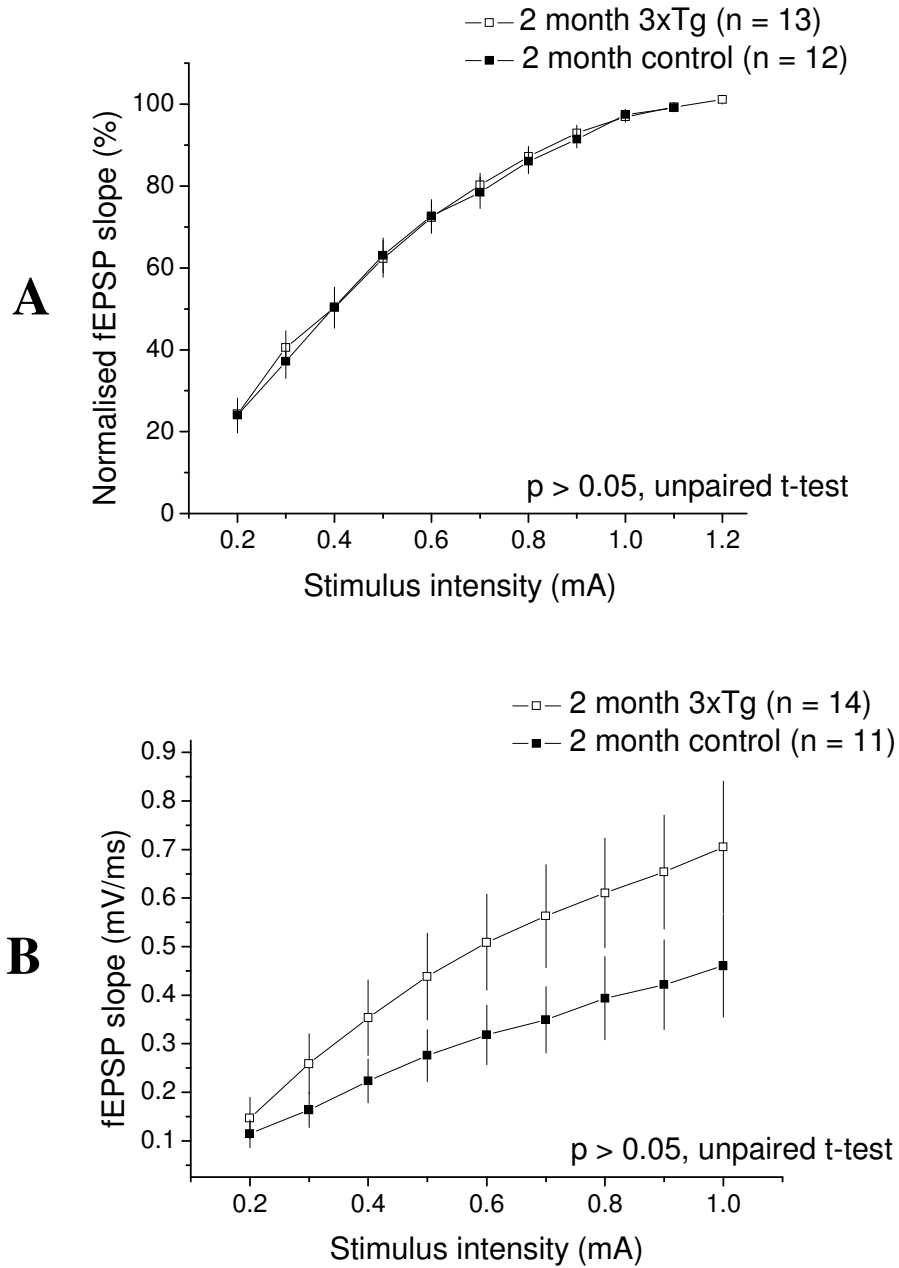 2 month 3xTg (n = 13)
2 month control (n = 12)
A
Normalised fEPSP slope (%)
100
80
60
40
20
0
0.2 0.4 0.6 0.8 1.0 1.2
p > 0.05, unpaired t-test
Stimulus intensity (mA)
2 month 3xTg (n = 14)
2 month control (n = 11)
B
fEPSP slope (mV/ms)
0.9
0.8
0.7
0.6
0.5
0.4
0.3
0.2
0.1
p > 0.05, unpaired t-test
0.2 0.4 0.6 0.8 1.0
Stimulus intensity (mA)